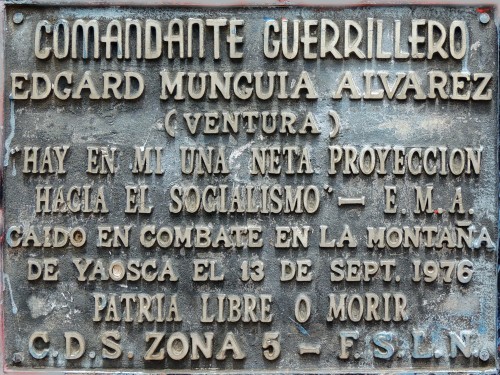 COMANDANTE GUERRILLERO
EDGARD MUNGUIA ALVAREZ
(VENTURA)
"HAY EN MI UNA NETA PROYECCION
HACIA EL SOCIALISMO" — E.M.A.
CAIDO EN COMBATE EN LA MONTAÑA
DE YAOSCA EL 13 DE SEPT. 1976
PATRIA LIBRE O MORIR
C.D.S. ZONA 5 — F.S.L.N.